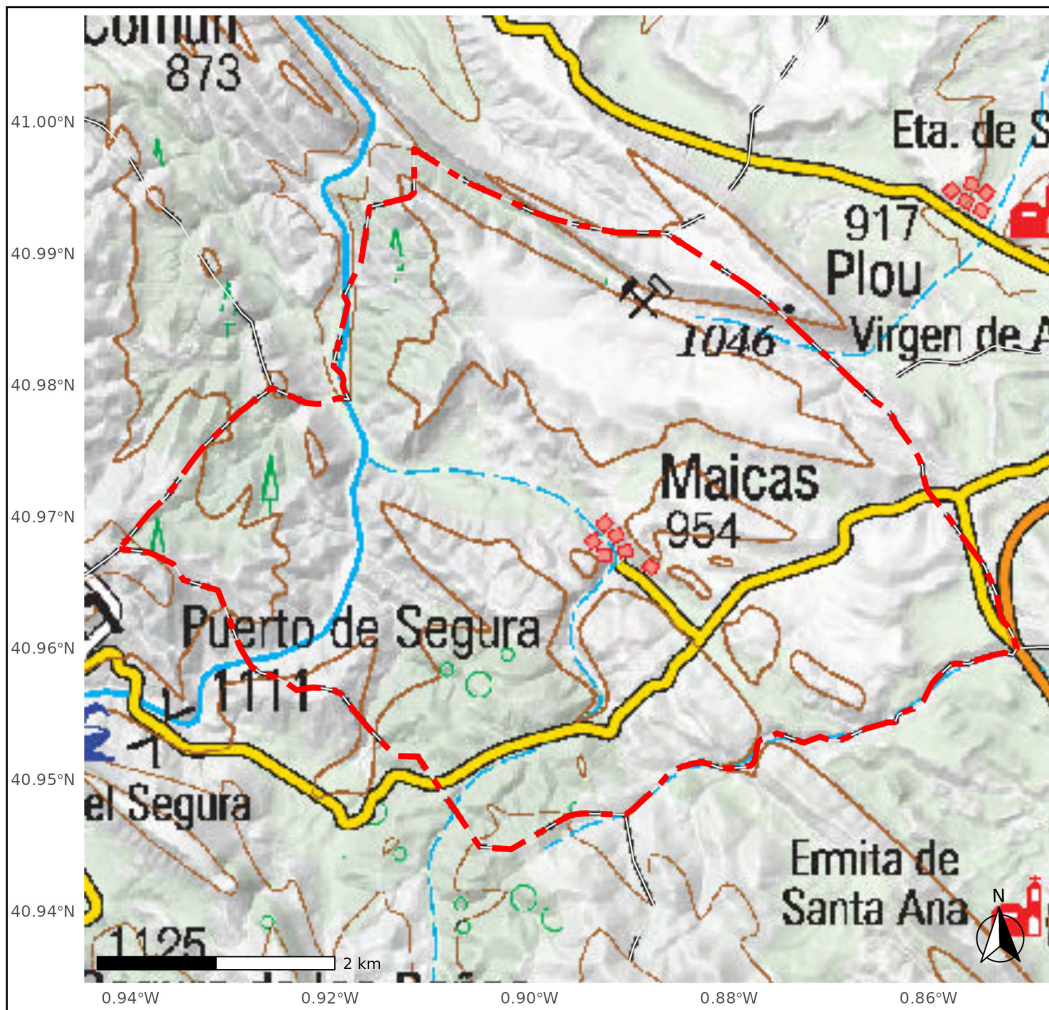 Comun
873
41.00°N
Eta. de S
917
Plou
40.99°N
1046
Virgen de A
40.98°N
Maicas
954
40.97°N
Puerto de Segura
1111
40.96°N
40.95°N
el Segura
Ermita de
Santa Ana
40.94°N
N
1125
2 km
0.94°W
0.92°W
0.90°W
0.88°W
0.86°W